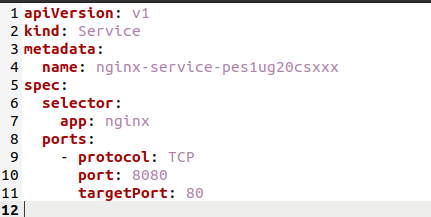 1 apiVersion: v1
2 kind: Service
3 metadata:
4   name: nginx-service-pes1ug20csxxx
5 spec:
6   selector:
7     app: nginx
8   ports:
9     - protocol: TCP
10       port: 8080
11       targetPort: 80
12